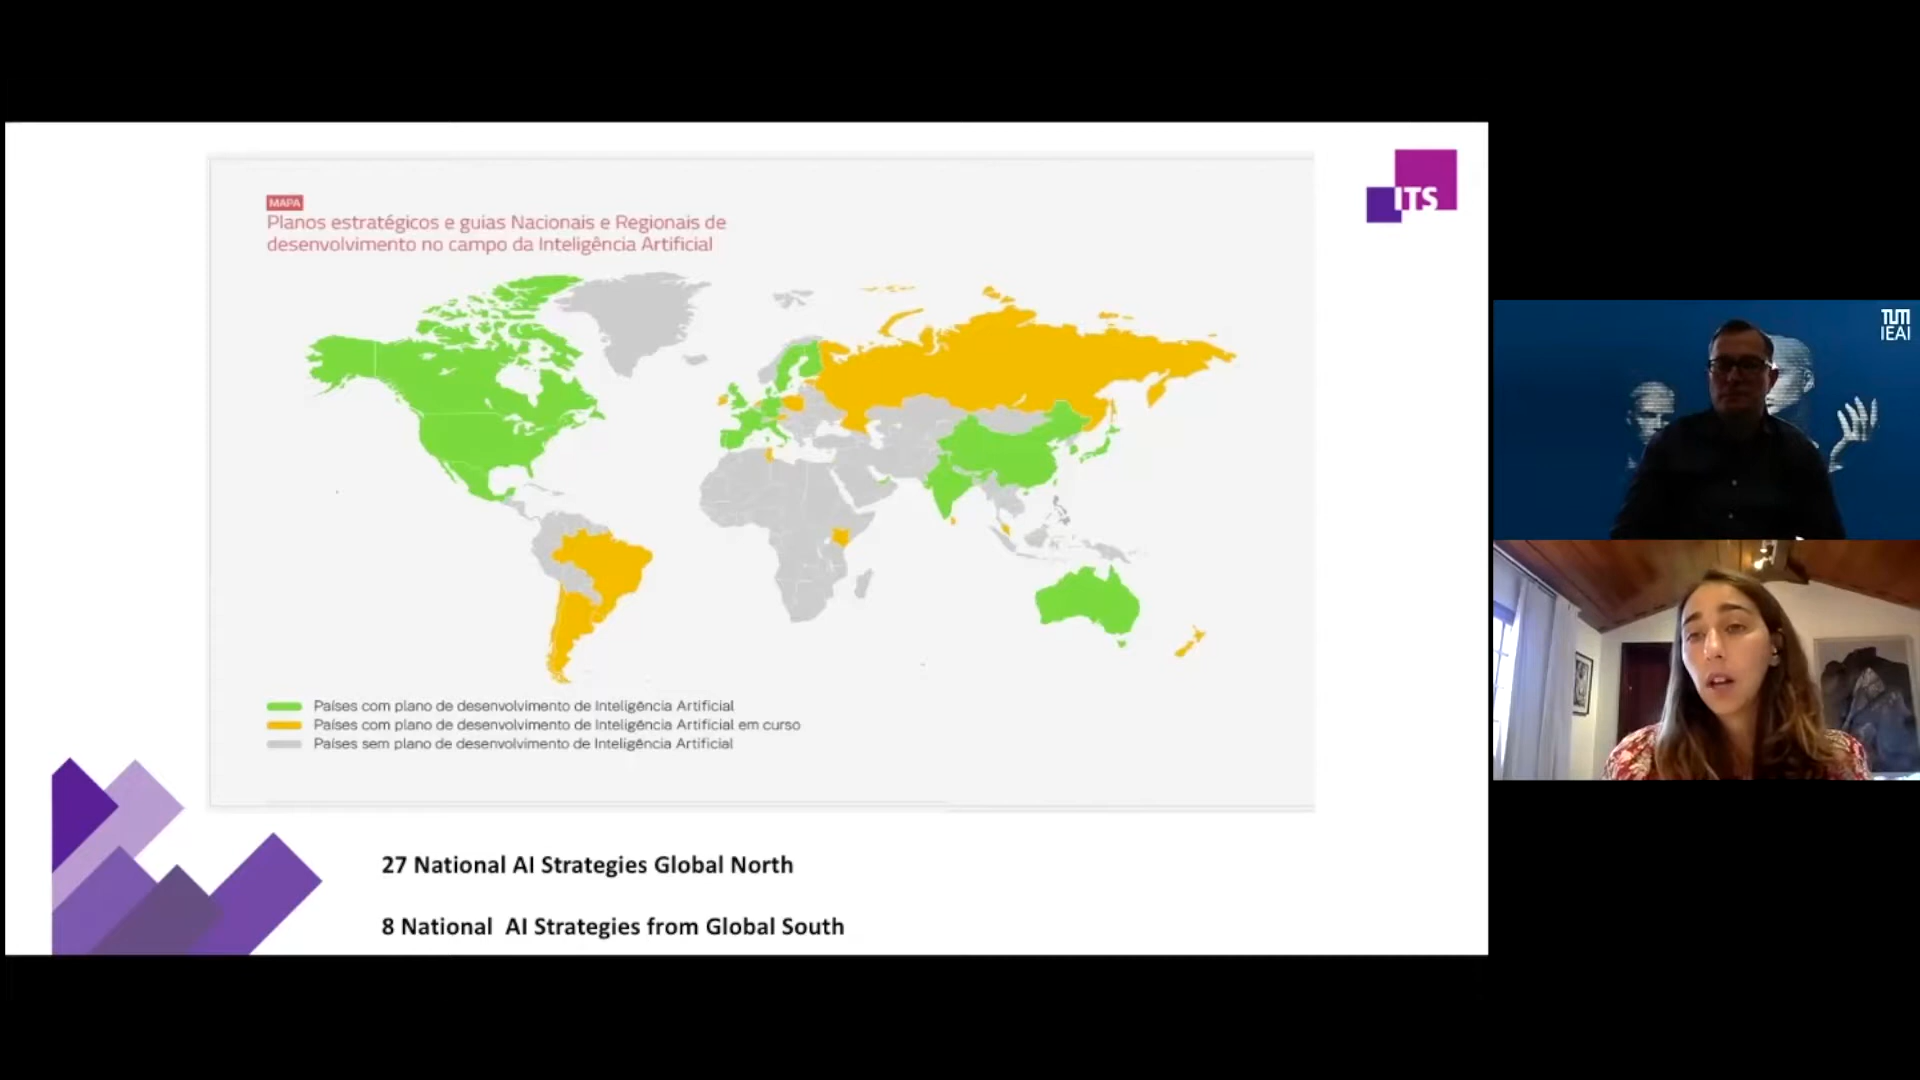 MAPA
Planos estratégicos e guias Nacionais e Regionais de
desenvolvimento no campo da Inteligência Artificial
ITS
Países com plano de desenvolvimento de Inteligência Artificial
Países com plano de desenvolvimento de Inteligência Artificial em curso
Países sem plano de desenvolvimento de Inteligência Artificial
27 National AI Strategies Global North
8 National  AI Strategies from Global South
TUM
IEAI